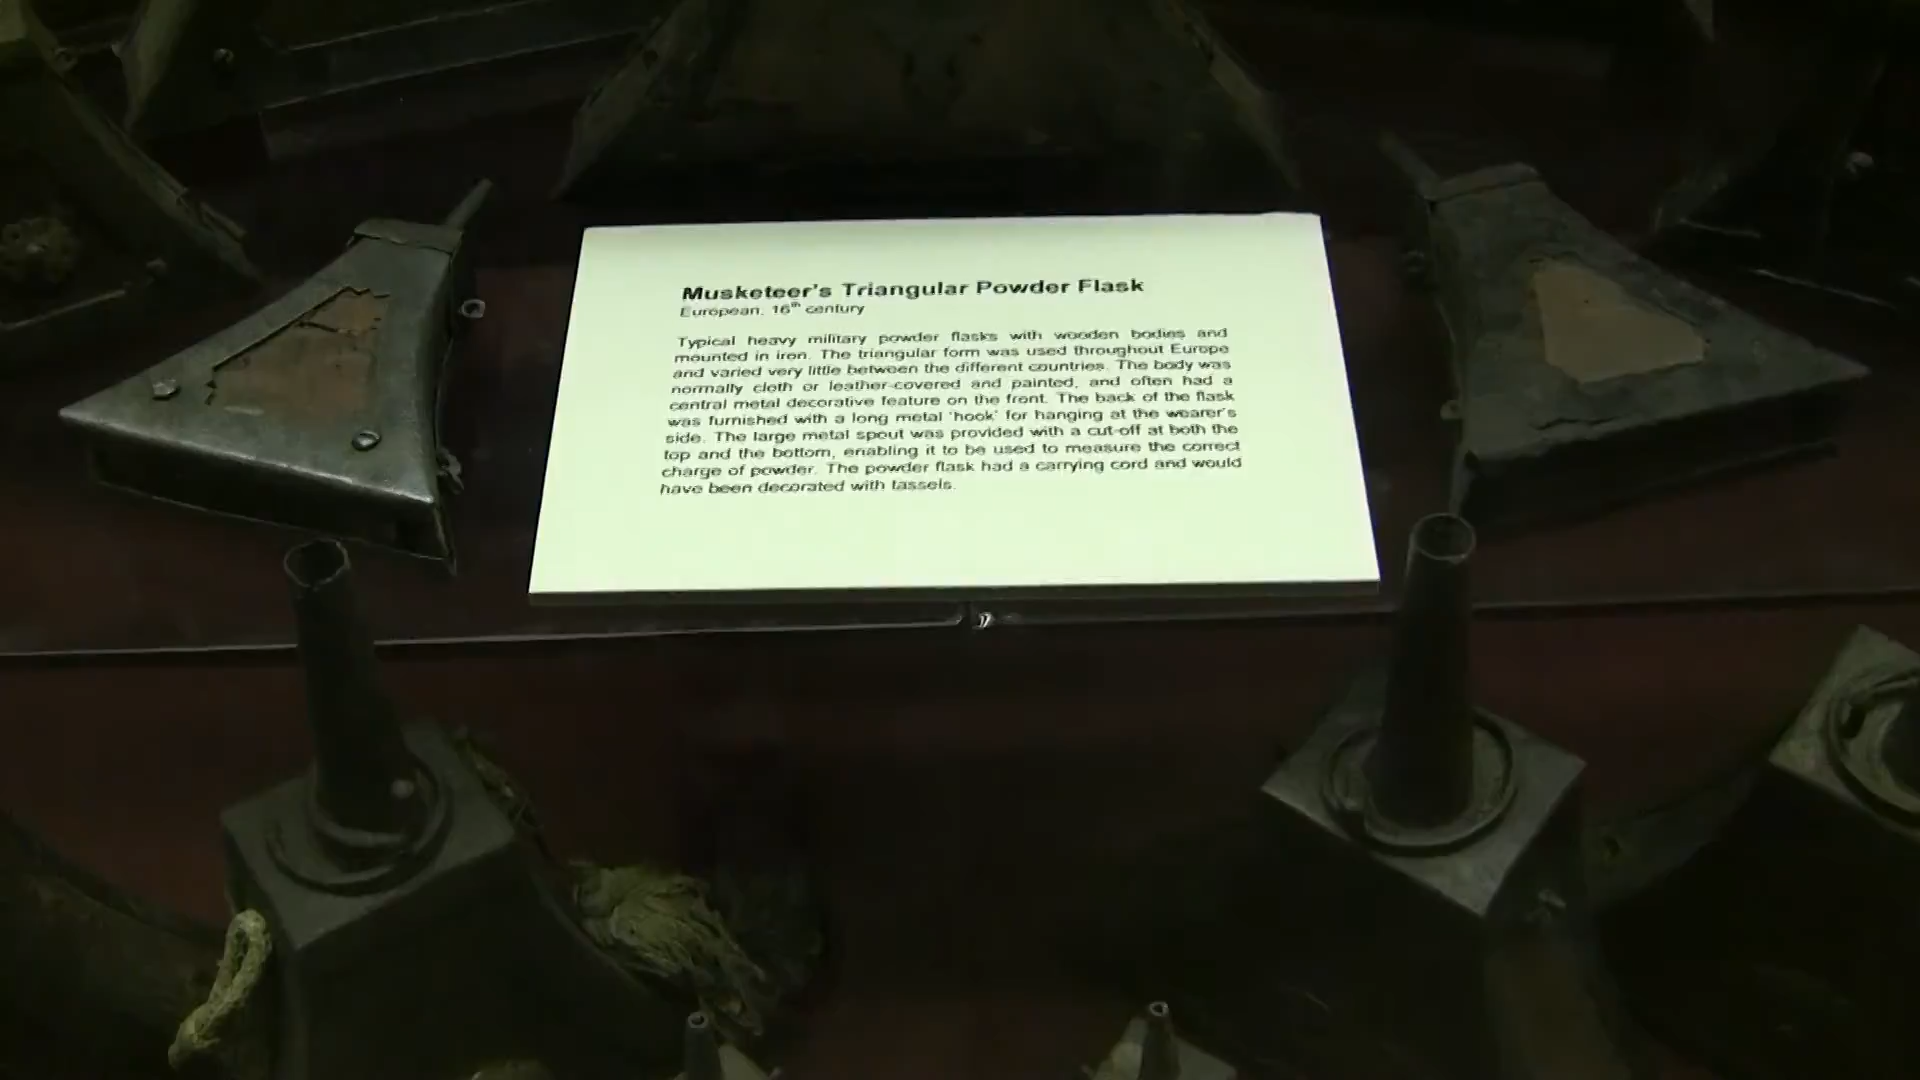 Musketeer's Triangular Powder Flask
European, 16th century
Typical heavy military powder flasks with wooden bodies and
mounted in iron. The triangular form was used throughout Europe
and varied very little between the different countries. The body was
normally cloth or leather-covered and painted, and often had a
central metal decorative feature on the front. The back of the flask
was furnished with a long metal 'hook' for hanging at the wearer's
side. The large metal spout was provided with a cut-off at both the
top and the bottom, enabling it to be used to measure the correct
charge of powder. The powder flask had a carrying cord and would
have been decorated with tassels.